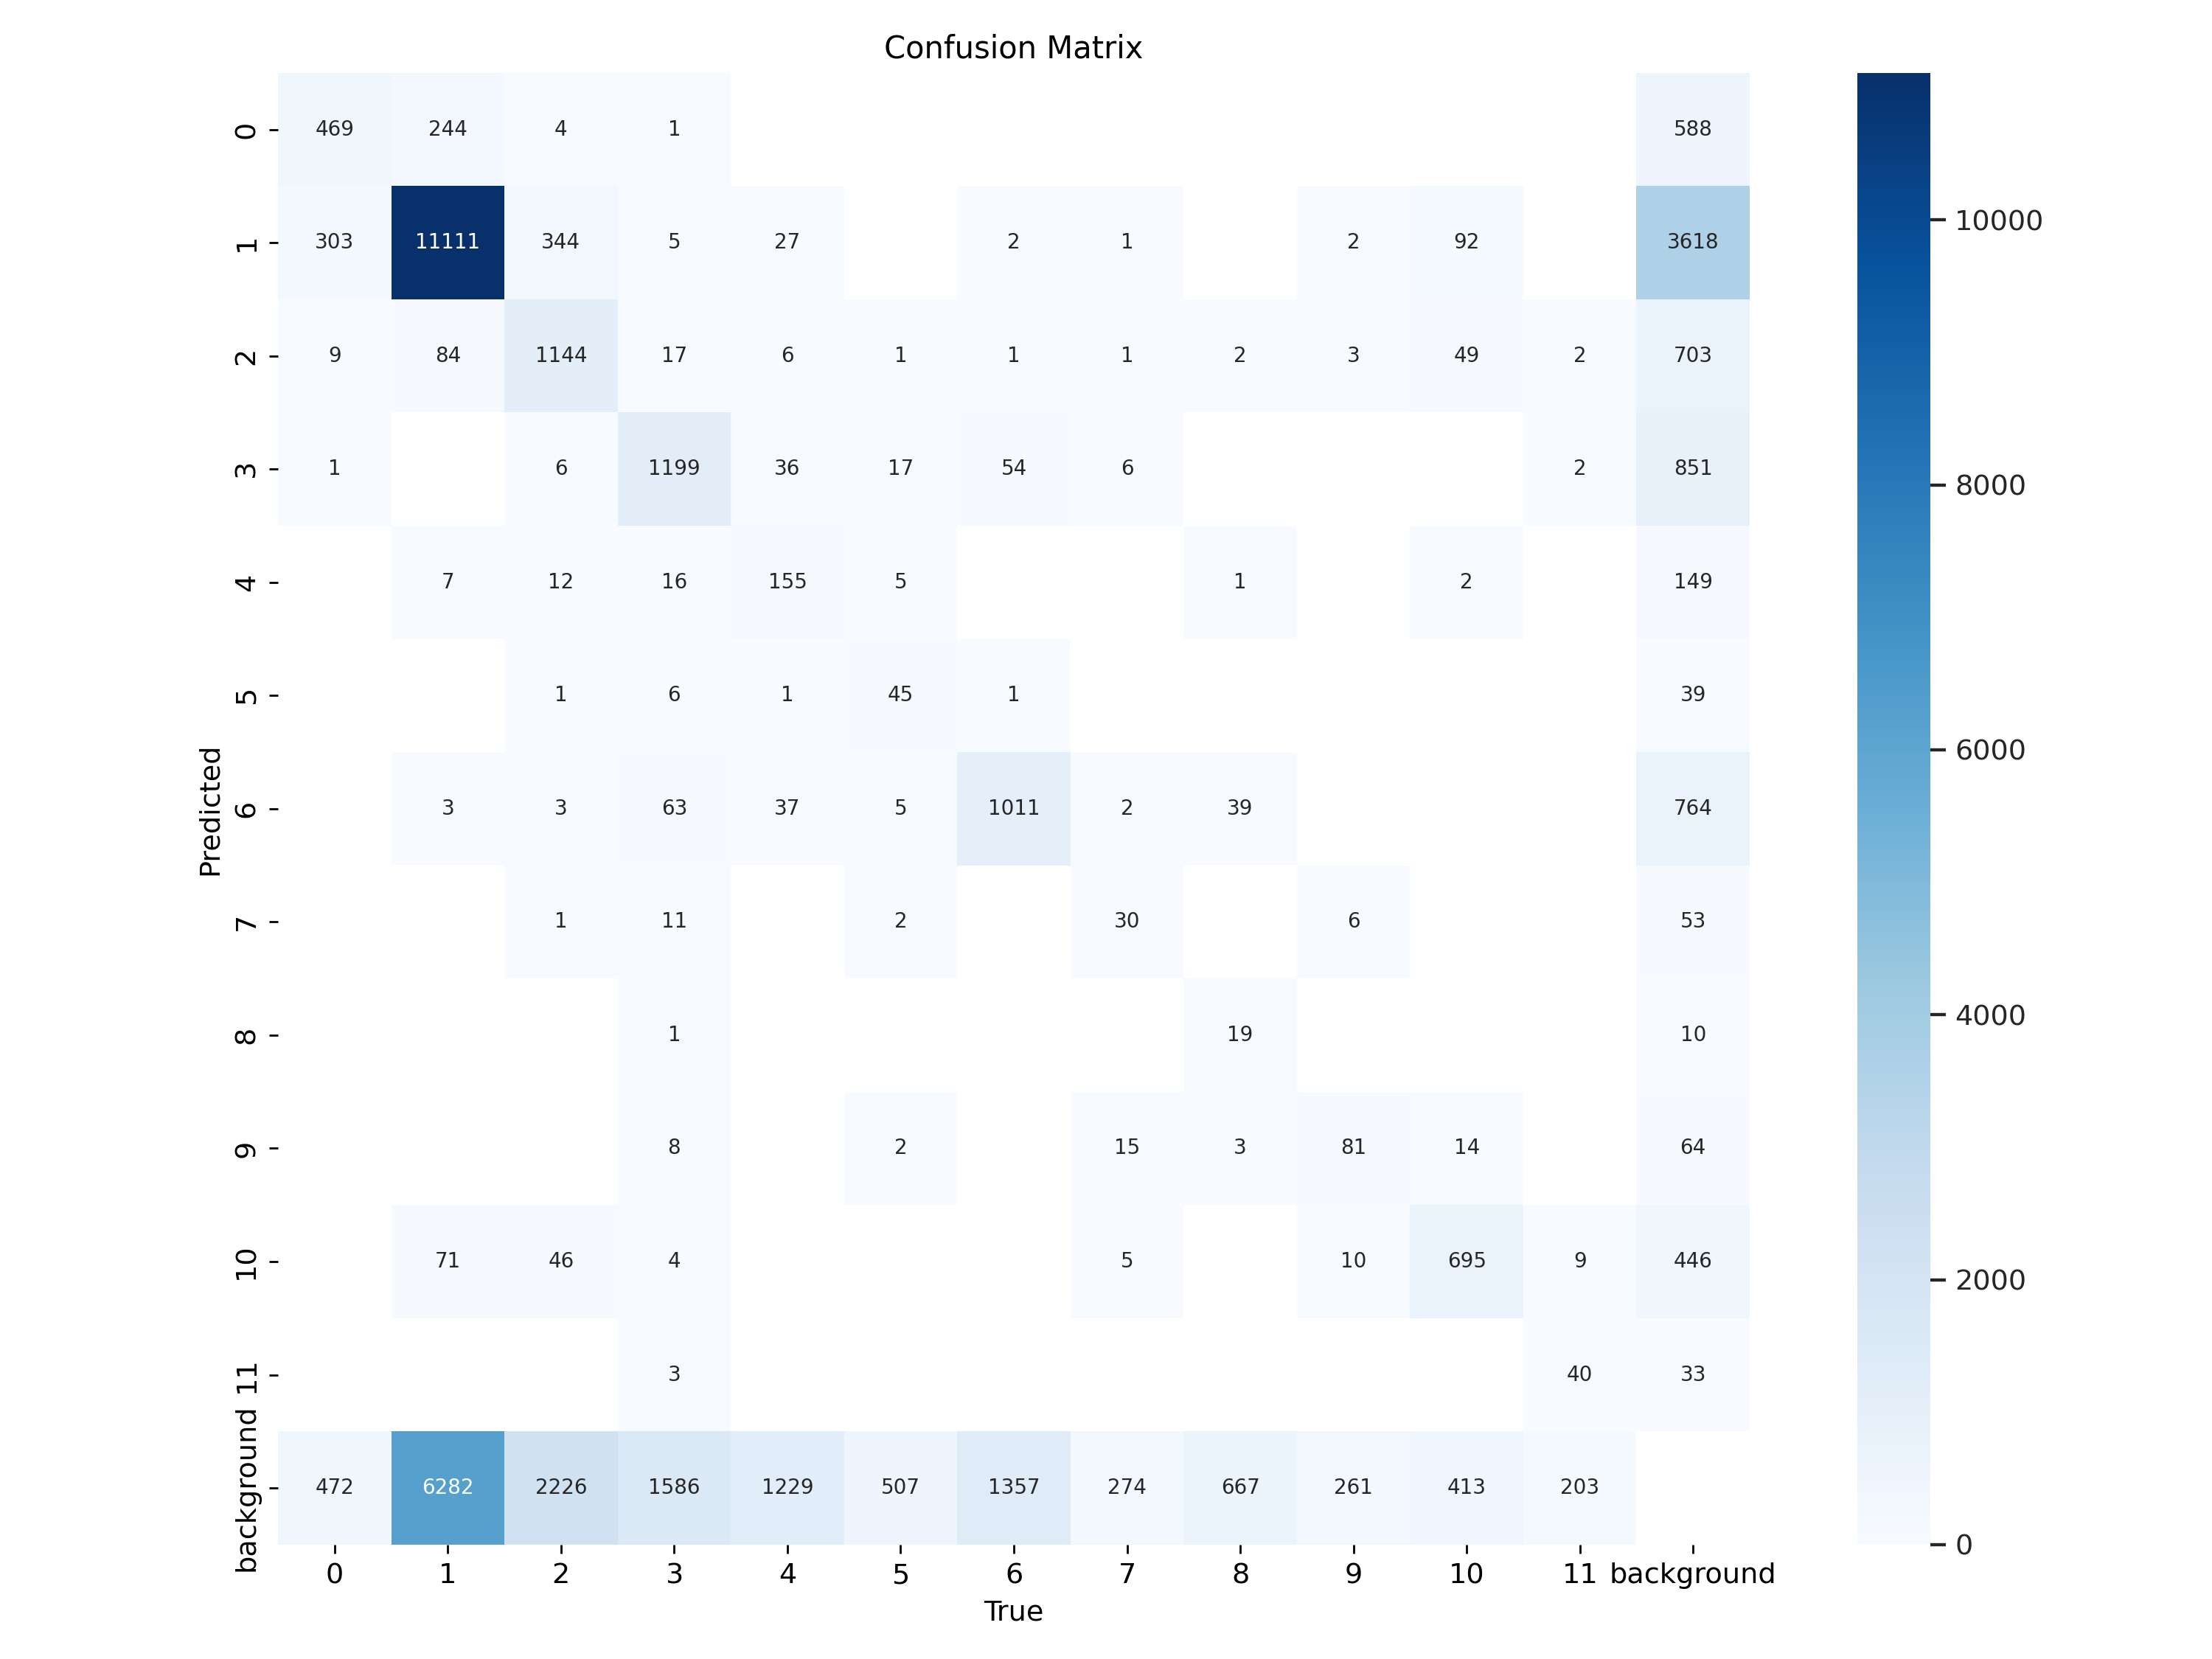 Confusion Matrix
0 469 244 4 1 588
1 303 11111 344 5 27 2 1 2 92 3618
2 9 84 1144 17 6 1 1 1 2 3 49 2 703
3 1 6 1199 36 17 54 6 2 851
4 7 12 16 155 5 1 2 149
5 1 6 1 45 1 39
6 3 3 63 37 5 1011 2 39 764
7 1 11 2 30 6 53
8 1 19 10
9 8 2 15 3 81 14 64
10 71 46 4 5 10 695 9 446
11 3 40 33
background 472 6282 2226 1586 1229 507 1357 274 667 261 413 203
0 1 2 3 4 5 6 7 8 9 10 11 background
True
Predicted
10000
8000
6000
4000
2000
0